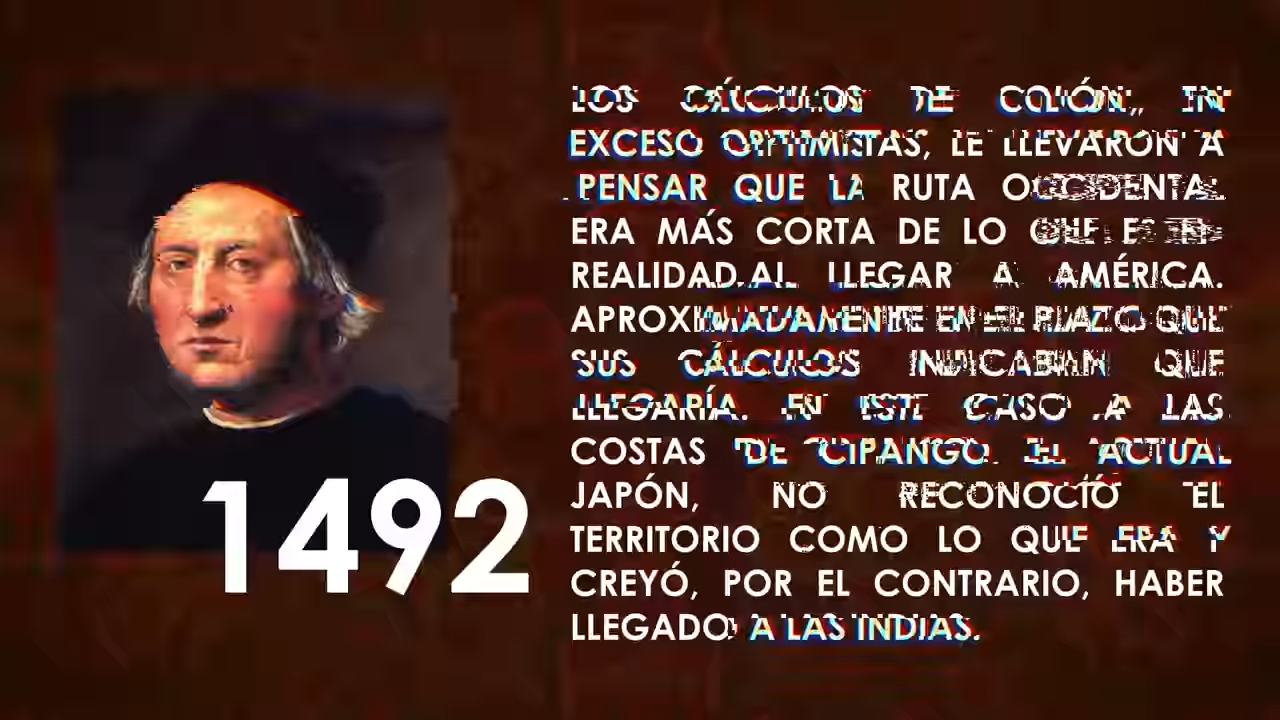 1492
LOS CÁLCULOS DE COLÓN, EN
EXCESO OPTIMISTAS, LE LLEVARON A
PENSAR QUE LA RUTA OCCIDENTAL
ERA MÁS CORTA DE LO QUE ES EN
REALIDAD.AL LLEGAR A AMÉRICA.
APROXIMADAMENTE EN EL PLAZO QUE
SUS CÁLCULOS INDICABAN QUE
LLEGARÍA. EN ESTE CASO A LAS
COSTAS DE CIPANGO. EL ACTUAL
JAPÓN, NO RECONOCIÓ EL
TERRITORIO COMO LO QUE ERA Y
CREYÓ, POR EL CONTRARIO, HABER
LLEGADO A LAS INDIAS.